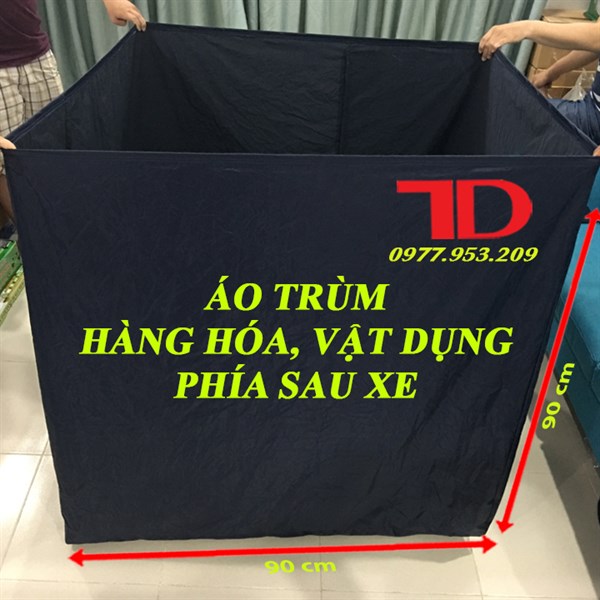 TD
0977.953.209
ÁO TRÙM
HÀNG HÓA, VẬT DỤNG
PHÍA SAU XE
90 cm
90 cm